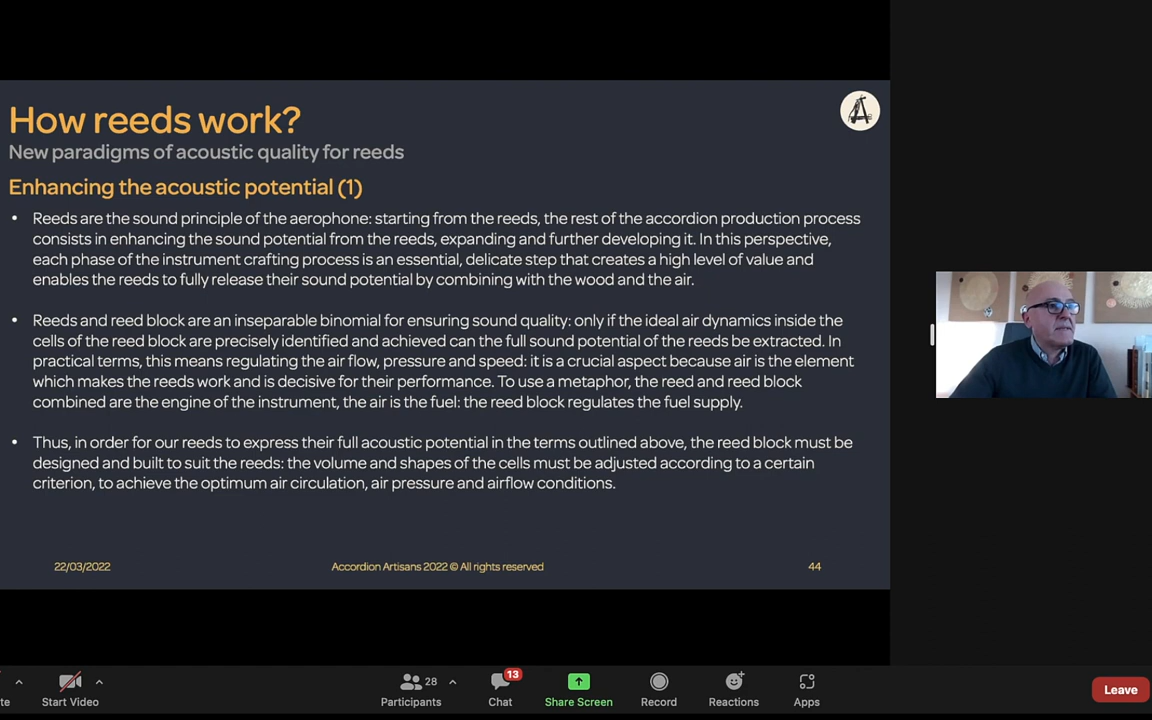 How reeds work?
New paradigms of acoustic quality for reeds
Enhancing the acoustic potential (1)
• Reeds are the sound principle of the aerophone: starting from the reeds, the rest of the accordion production process
consists in enhancing the sound potential from the reeds, expanding and further developing it. In this perspective,
each phase of the instrument crafting process is an essential, delicate step that creates a high level of value and
enables the reeds to fully release their sound potential by combining with the wood and the air.
• Reeds and reed block are an inseparable binomial for ensuring sound quality: only if the ideal air dynamics inside the
cells of the reed block are precisely identified and achieved can the full sound potential of the reeds be extracted. In
practical terms, this means regulating the air flow, pressure and speed: it is a crucial aspect because air is the element
which makes the reeds work and is decisive for their performance. To use a metaphor, the reed and reed block
combined are the engine of the instrument, the air is the fuel: the reed block regulates the fuel supply.
• Thus, in order for our reeds to express their full acoustic potential in the terms outlined above, the reed block must be
designed and built to suit the reeds: the volume and shapes of the cells must be adjusted according to a certain
criterion, to achieve the optimum air circulation, air pressure and airflow conditions.
22/03/2022 Accordion Artisans 2022 © All rights reserved 44
28 13
te Start Video Participants Chat Share Screen Record Reactions Apps Leave